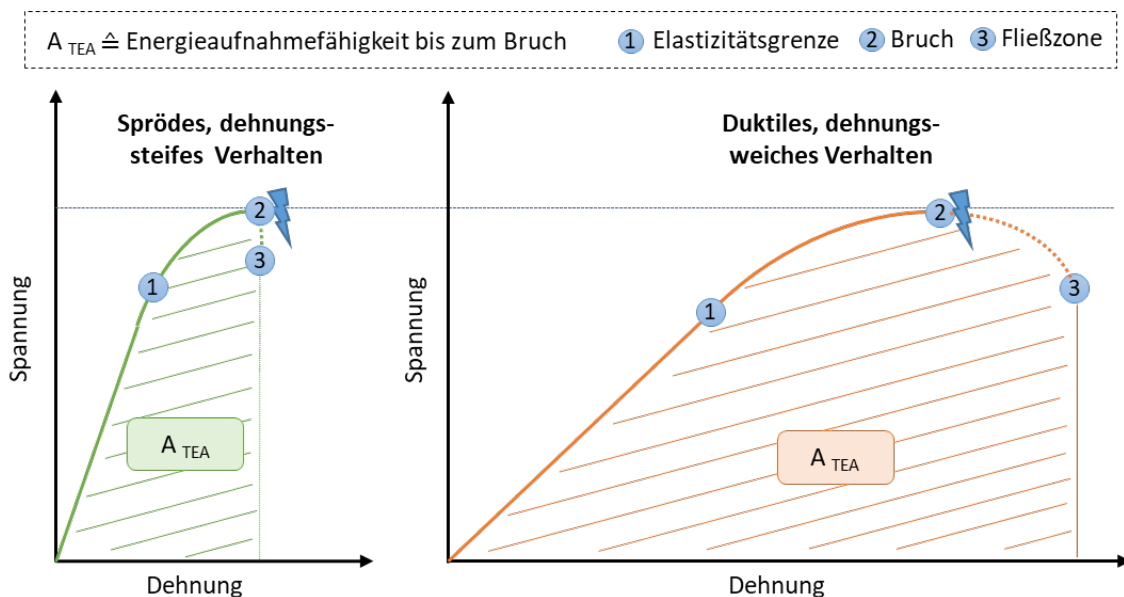 A TEA ≙ Energieaufnahmefähigkeit bis zum Bruch 1 Elastizitätsgrenze 2 Bruch 3 Fließzone
Sprödes, dehnungs-
steifes Verhalten
2
3
1
A TEA
Spannung
Dehnung
Duktiles, dehnungs-
weiches Verhalten
2
3
1
A TEA
Spannung
Dehnung